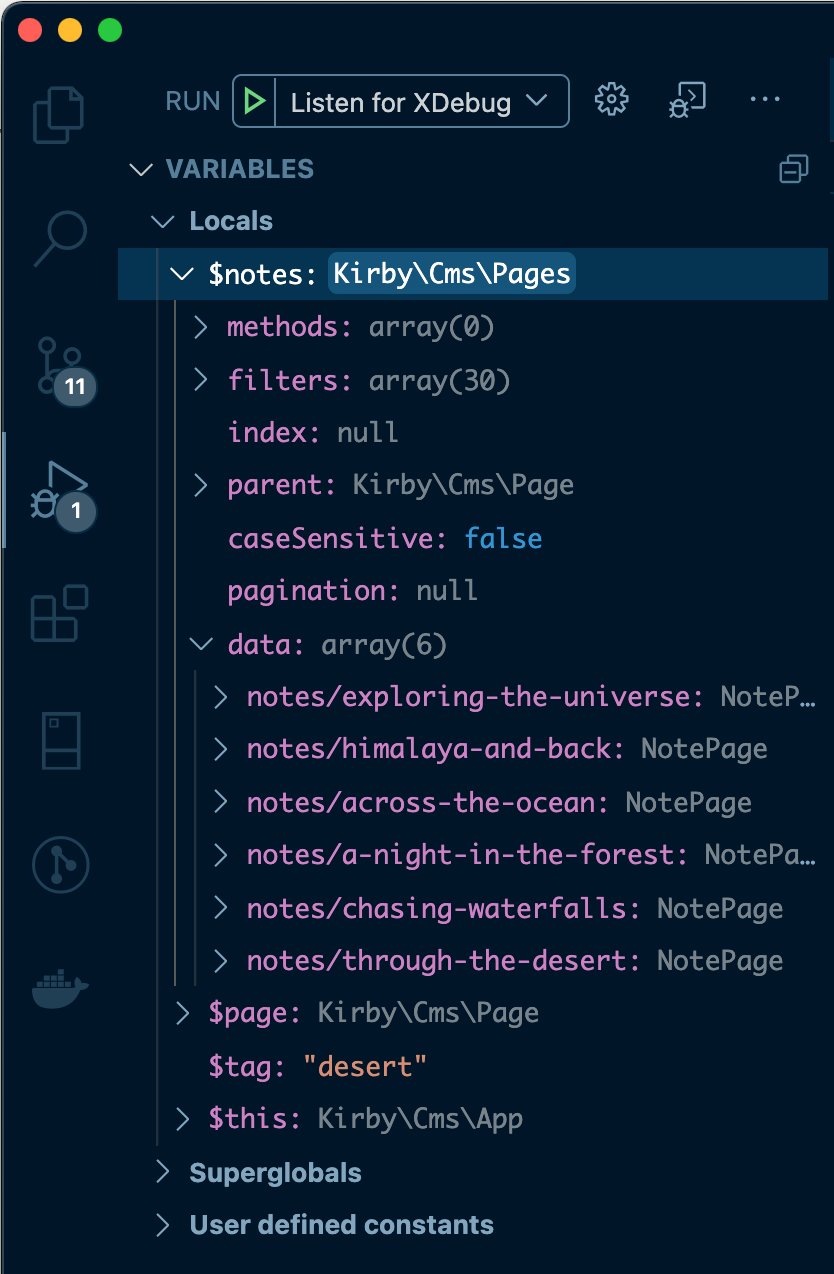 RUN Listen for XDebug
VARIABLES
Locals
$notes: Kirby\Cms\Pages
methods: array(0)
filters: array(30)
index: null
11
parent: Kirby\Cms\Page
1
caseSensitive: false
pagination: null
data: array(6)
notes/exploring-the-universe: NoteP…
notes/himalaya-and-back: NotePage
notes/across-the-ocean: NotePage
notes/a-night-in-the-forest: NotePa…
notes/chasing-waterfalls: NotePage
notes/through-the-desert: NotePage
$page: Kirby\Cms\Page
$tag: "desert"
$this: Kirby\Cms\App
Superglobals
User defined constants